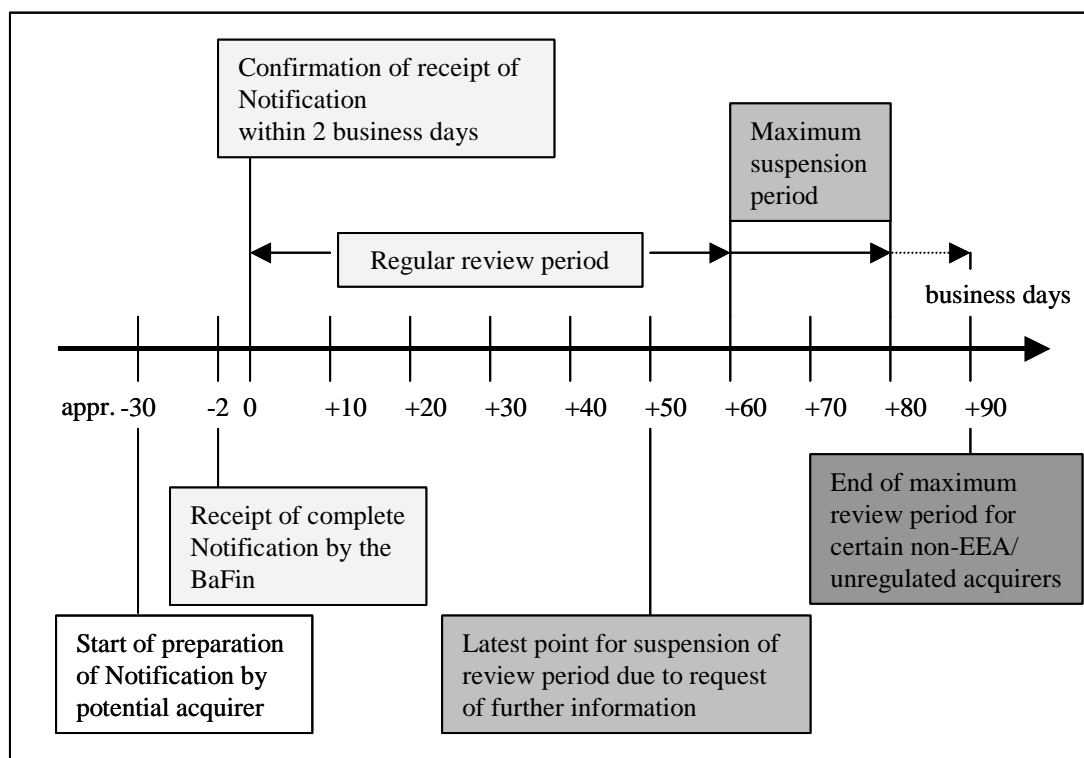 Confirmation of receipt of
Notification
within 2 business days
Maximum
suspension
period
Regular review period
business days
appr. -30 -2 0 +10 +20 +30 +40 +50 +60 +70 +80 +90
Receipt of complete
Notification by the
BaFin
End of maximum
review period for
certain non-EEA/
unregulated acquirers
Start of preparation
of Notification by
potential acquirer
Latest point for suspension of
review period due to request
of further information